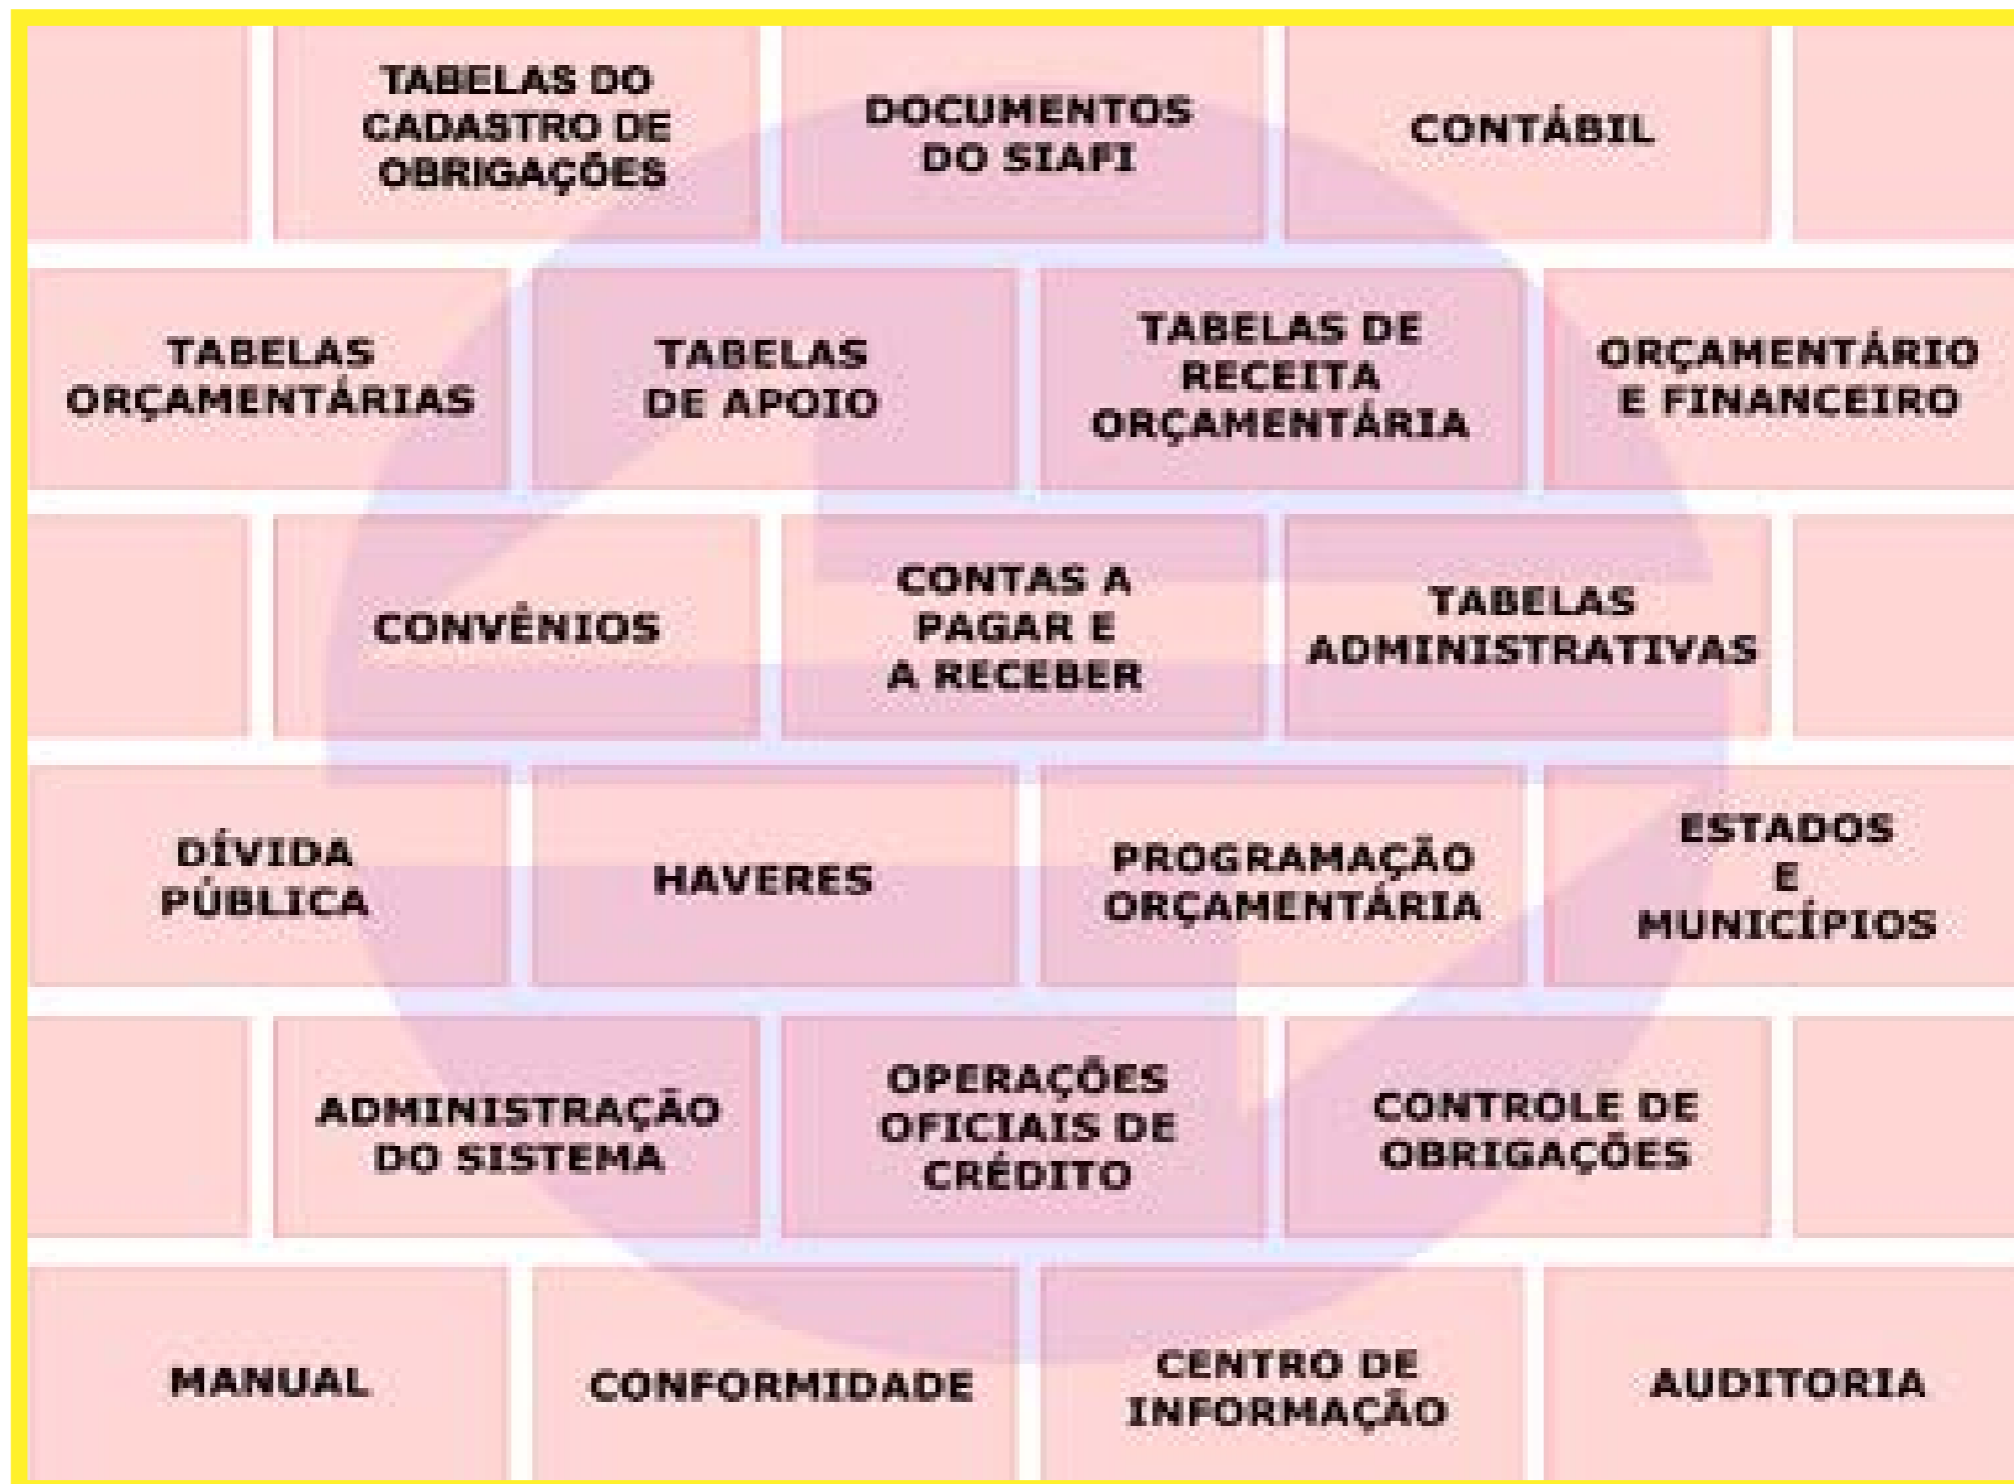 TABELAS DO
CADASTRO DE
OBRIGAÇÕES
DOCUMENTOS
DO SIAFI
CONTÁBIL
TABELAS
ORÇAMENTÁRIAS
TABELAS
DE APOIO
TABELAS DE
RECEITA
ORÇAMENTÁRIA
ORÇAMENTÁRIO
E FINANCEIRO
CONVÊNIOS
CONTAS A
PAGAR E
A RECEBER
TABELAS
ADMINISTRATIVAS
DÍVIDA
PÚBLICA
HAVERES
PROGRAMAÇÃO
ORÇAMENTÁRIA
ESTADOS
E
MUNICÍPIOS
ADMINISTRAÇÃO
DO SISTEMA
OPERAÇÕES
OFICIAIS DE
CRÉDITO
CONTROLE DE
OBRIGAÇÕES
MANUAL
CONFORMIDADE
CENTRO DE
INFORMAÇÃO
AUDITORIA